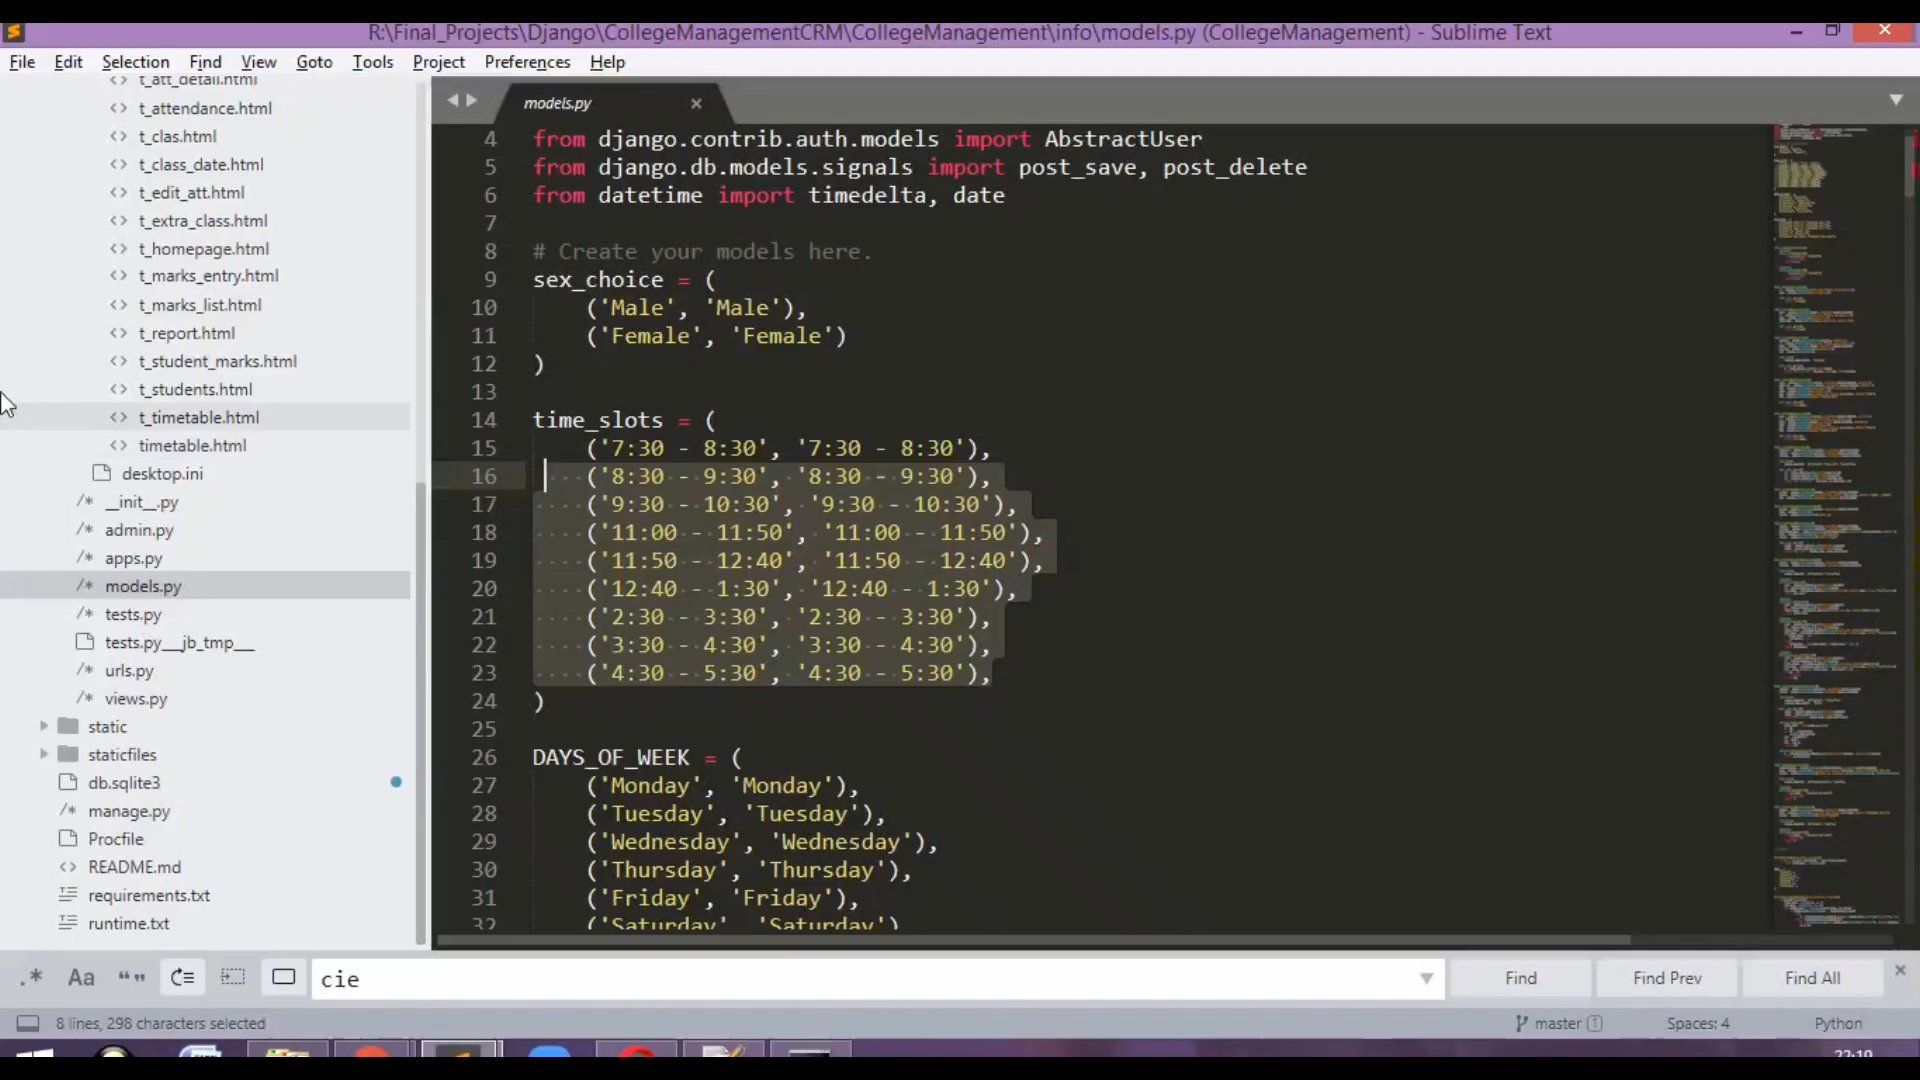 R:\Final_Projects\Django\CollegeManagementCRM\CollegeManagement\info\models.py (CollegeManagement) - Sublime Text
File Edit Selection Find View Goto Tools Project Preferences Help
t_att_detail.html
t_attendance.html
t_clas.html
t_class_date.html
t_edit_att.html
t_extra_class.html
t_homepage.html
t_marks_entry.html
t_marks_list.html
t_report.html
t_student_marks.html
t_students.html
t_timetable.html
timetable.html
desktop.ini
__init__.py
admin.py
apps.py
models.py
tests.py
tests.py__jb_tmp__
urls.py
views.py
static
staticfiles
db.sqlite3
manage.py
Procfile
README.md
requirements.txt
runtime.txt
models.py
4 from django.contrib.auth.models import AbstractUser
5 from django.db.models.signals import post_save, post_delete
6 from datetime import timedelta, date
7
8 # Create your models here.
9 sex_choice = (
10 ('Male', 'Male'),
11 ('Female', 'Female')
12 )
13
14 time_slots = (
15 ('7:30 - 8:30', '7:30 - 8:30'),
16 ('8:30 - 9:30', '8:30 - 9:30'),
17 ('9:30 - 10:30', '9:30 - 10:30'),
18 ('11:00 - 11:50', '11:00 - 11:50'),
19 ('11:50 - 12:40', '11:50 - 12:40'),
20 ('12:40 - 1:30', '12:40 - 1:30'),
21 ('2:30 - 3:30', '2:30 - 3:30'),
22 ('3:30 - 4:30', '3:30 - 4:30'),
23 ('4:30 - 5:30', '4:30 - 5:30'),
24 )
25
26 DAYS_OF_WEEK = (
27 ('Monday', 'Monday'),
28 ('Tuesday', 'Tuesday'),
29 ('Wednesday', 'Wednesday'),
30 ('Thursday', 'Thursday'),
31 ('Friday', 'Friday'),
32 ('Saturday', 'Saturday')
.* Aa “ ” cie Find Find Prev Find All
8 lines, 298 characters selected master 1 Spaces: 4 Python
22:19